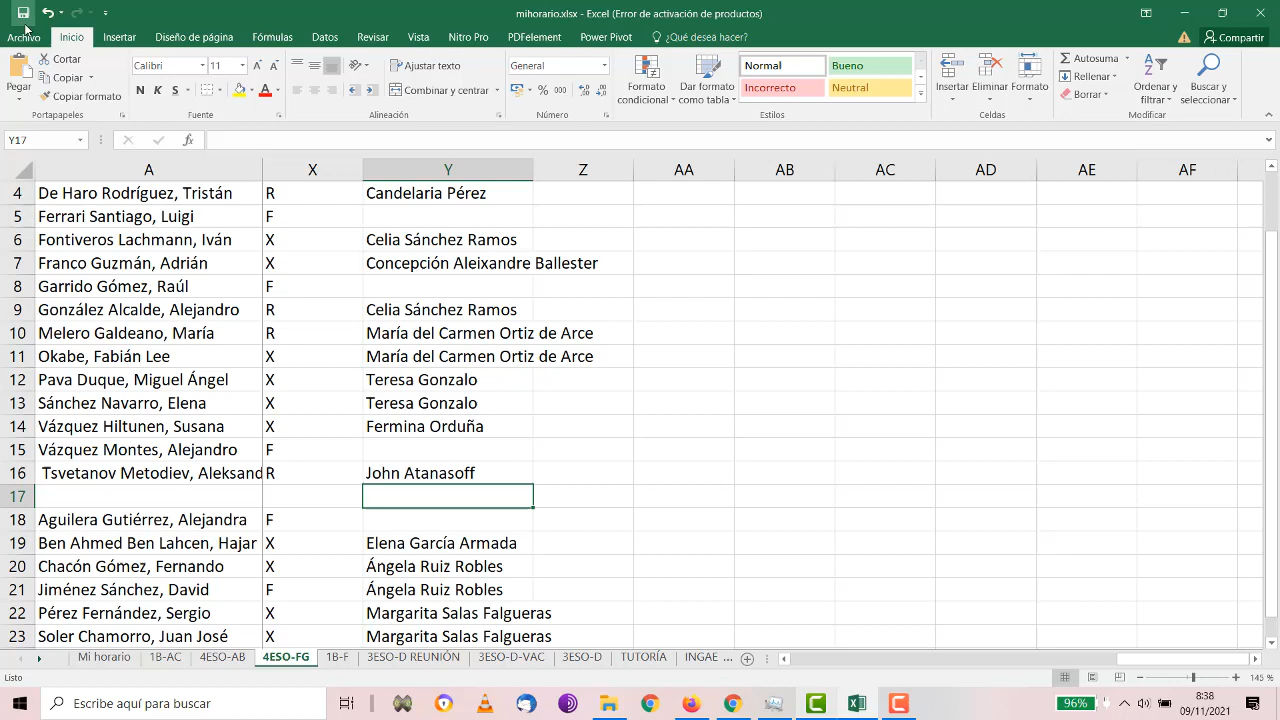 mihorario.xlsx - Excel (Error de activación de productos)
Archivo Inicio Insertar Diseño de página Fórmulas Datos Revisar Vista Nitro Pro PDFelement Power Pivot ¿Qué desea hacer? Compartir
Pegar Cortar Copiar Copiar formato Portapapeles
Calibri 11 N K S Fuente
Ajustar texto Combinar y centrar Alineación
General % 000 Número
Formato condicional Dar formato como tabla Normal Bueno Incorrecto Neutral Estilos
Insertar Eliminar Formato Celdas
Autosuma Rellenar Borrar Ordenar y filtrar Buscar y seleccionar Modificar
Y17 fx
A X Y Z AA AB AC AD AE AF
4 De Haro Rodríguez, Tristán R Candelaria Pérez
5 Ferrari Santiago, Luigi F
6 Fontiveros Lachmann, Iván X Celia Sánchez Ramos
7 Franco Guzmán, Adrián X Concepción Aleixandre Ballester
8 Garrido Gómez, Raúl F
9 González Alcalde, Alejandro R Celia Sánchez Ramos
10 Melero Galdeano, María R María del Carmen Ortiz de Arce
11 Okabe, Fabián Lee X María del Carmen Ortiz de Arce
12 Pava Duque, Miguel Ángel X Teresa Gonzalo
13 Sánchez Navarro, Elena X Teresa Gonzalo
14 Vázquez Hiltunen, Susana X Fermina Orduña
15 Vázquez Montes, Alejandro F
16 Tsvetanov Metodiev, Aleksand R John Atanasoff
17
18 Aguilera Gutiérrez, Alejandra F
19 Ben Ahmed Ben Lahcen, Hajar X Elena García Armada
20 Chacón Gómez, Fernando X Ángela Ruiz Robles
21 Jiménez Sánchez, David F Ángela Ruiz Robles
22 Pérez Fernández, Sergio X Margarita Salas Falgueras
23 Soler Chamorro, Juan José X Margarita Salas Falgueras
Mi horario 1B-AC 4ESO-AB 4ESO-FG 1B-F 3ESO-D REUNIÓN 3ESO-D-VAC 3ESO-D TUTORÍA INGAE ...
Listo 145 %
Escribe aquí para buscar 96% 8:38
09/11/2021